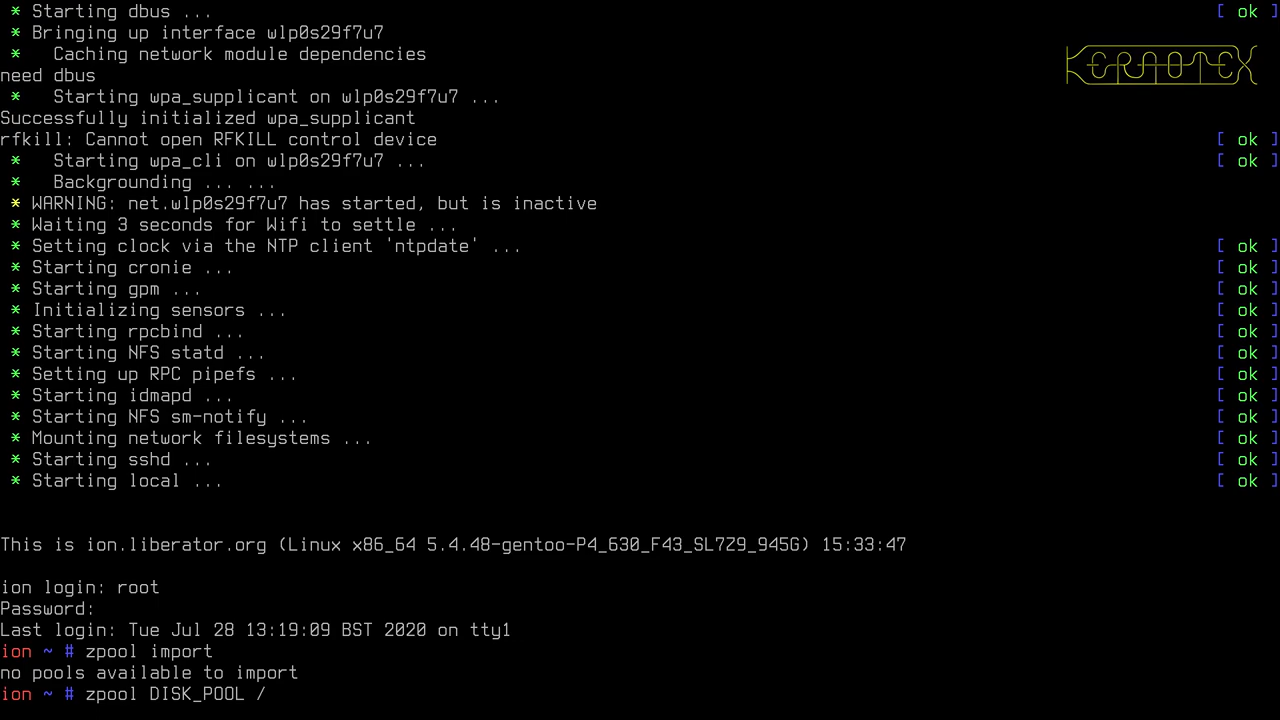 * Starting dbus ... [ ok ]
* Bringing up interface wlp0s29f7u7
*   Caching network module dependencies
KERAOTEX
need dbus
*   Starting wpa_supplicant on wlp0s29f7u7 ...
Successfully initialized wpa_supplicant
rfkill: Cannot open RFKILL control device [ ok ]
*   Starting wpa_cli on wlp0s29f7u7 ... [ ok ]
*   Backgrounding ... ...
* WARNING: net.wlp0s29f7u7 has started, but is inactive
* Waiting 3 seconds for Wifi to settle ...
* Setting clock via the NTP client 'ntpdate' ... [ ok ]
* Starting cronie ... [ ok ]
* Starting gpm ... [ ok ]
* Initializing sensors ... [ ok ]
* Starting rpcbind ... [ ok ]
* Starting NFS statd ... [ ok ]
* Setting up RPC pipefs ... [ ok ]
* Starting idmapd ... [ ok ]
* Starting NFS sm-notify ... [ ok ]
* Mounting network filesystems ... [ ok ]
* Starting sshd ... [ ok ]
* Starting local ... [ ok ]
This is ion.liberator.org (Linux x86_64 5.4.48-gentoo-P4_630_F43_SL7Z9_945G) 15:33:47
ion login: root
Password:
Last login: Tue Jul 28 13:19:09 BST 2020 on tty1
ion ~ # zpool import
no pools available to import
ion ~ # zpool DISK_POOL /